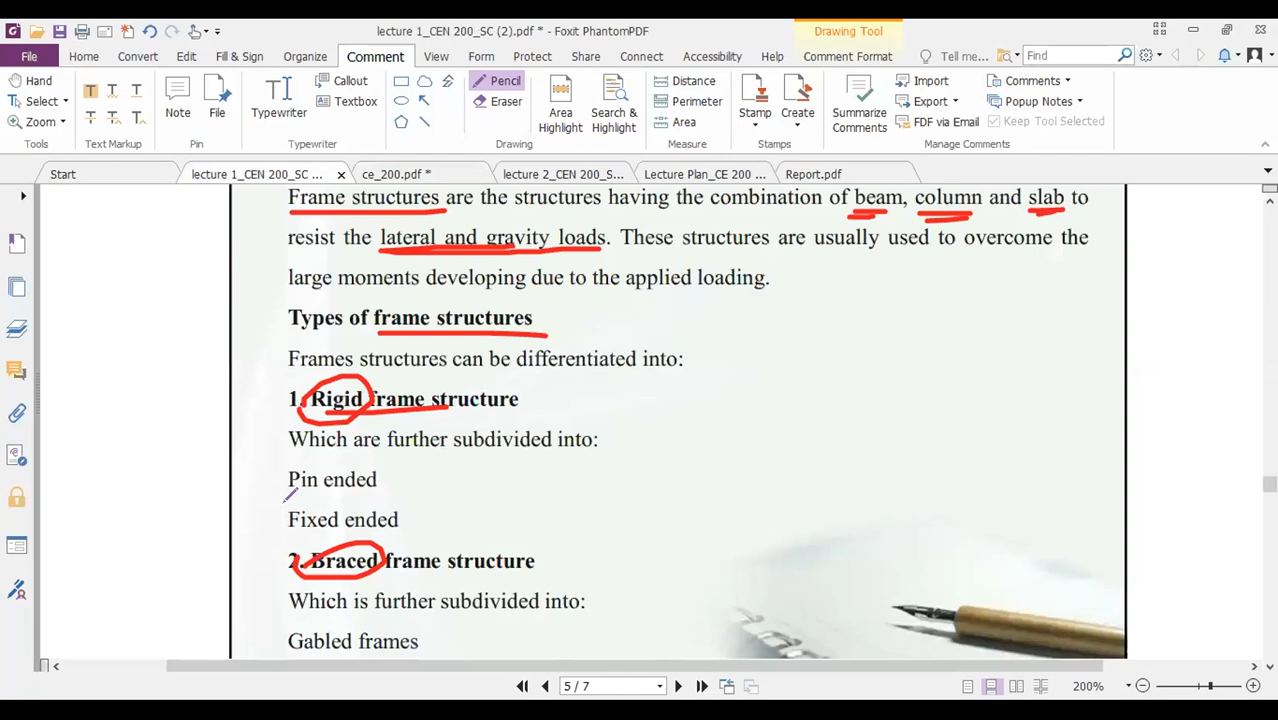 lecture 1_CEN 200_SC (2).pdf * - Foxit PhantomPDF
Drawing Tool
File Home Convert Edit Fill & Sign Organize Comment View Form Protect Share Connect Accessibility Help Comment Format Tell me... Find
Hand
Select
Zoom
Tools
Text Markup
Note
File
Pin
Typewriter
Callout
Textbox
Typewriter
Pencil
Eraser
Drawing
Area Highlight
Search & Highlight
Distance
Perimeter
Area
Measure
Stamp
Create
Stamps
Summarize Comments
Import
Export
FDF via Email
Comments
Popup Notes
Keep Tool Selected
Manage Comments
Start lecture 1_CEN 200_SC ... ce_200.pdf * lecture 2_CEN 200_S... Lecture Plan_CE 200 ... Report.pdf
Frame structures are the structures having the combination of beam, column and slab to
resist the lateral and gravity loads. These structures are usually used to overcome the
large moments developing due to the applied loading.
Types of frame structures
Frames structures can be differentiated into:
1. Rigid frame structure
Which are further subdivided into:
Pin ended
Fixed ended
2. Braced frame structure
Which is further subdivided into:
Gabled frames
5 / 7
200%